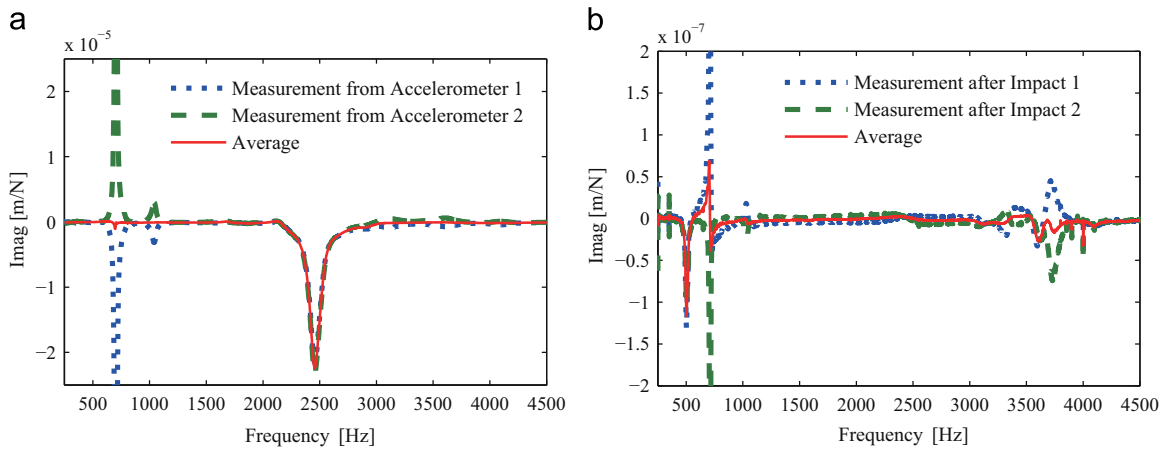 a
x 10⁻⁵
Imag [m/N]
2
1
0
−1
−2
Measurement from Accelerometer 1
Measurement from Accelerometer 2
Average
500 1000 1500 2000 2500 3000 3500 4000 4500
Frequency [Hz]
b
x 10⁻⁷
Imag [m/N]
2
1.5
1
0.5
0
−0.5
−1
−1.5
−2
Measurement after Impact 1
Measurement after Impact 2
Average
500 1000 1500 2000 2500 3000 3500 4000 4500
Frequency [Hz]